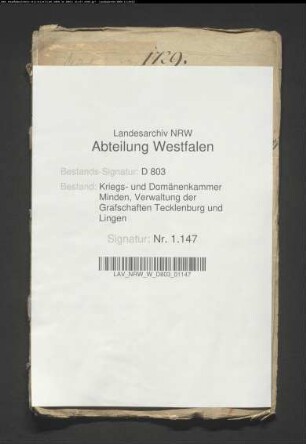 1729.
Landesarchiv NRW
Abteilung Westfalen
Bestands-Signatur: D 803
Bestand: Kriegs- und Domänenkammer
Minden, Verwaltung der
Grafschaften Tecklenburg und
Lingen
Signatur: Nr. 1.147
LAV_NRW_W_D803_01147